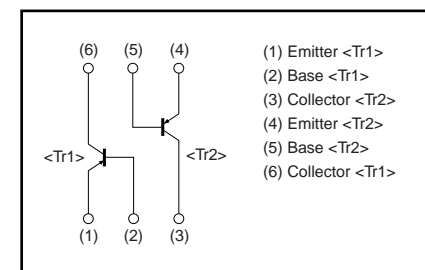 (6) (5) (4)
(1) Emitter <Tr1>
(2) Base <Tr1>
(3) Collector <Tr2>
(4) Emitter <Tr2>
(5) Base <Tr2>
(6) Collector <Tr1>
<Tr1> <Tr2>
(1) (2) (3)